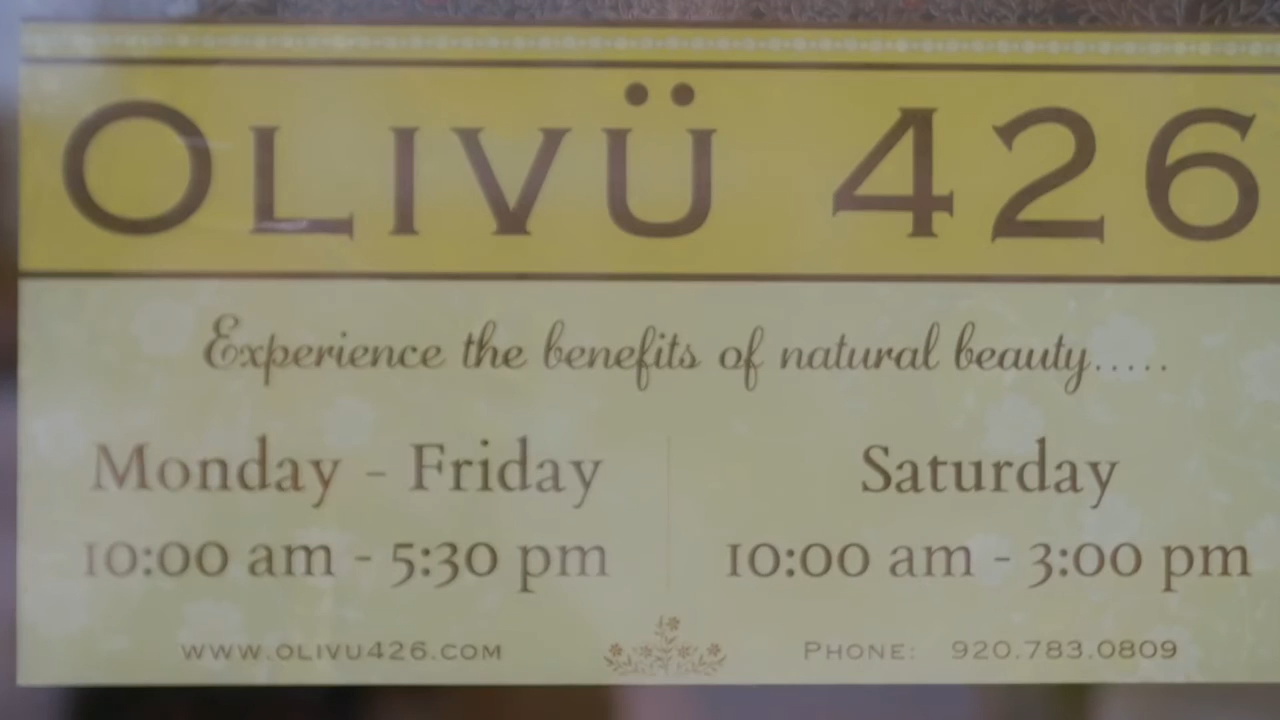 OLIVÜ 426
Experience the benefits of natural beauty.....
Monday - Friday
10:00 am - 5:30 pm
Saturday
10:00 am - 3:00 pm
WWW.OLIVU426.COM
PHONE: 920.783.0809